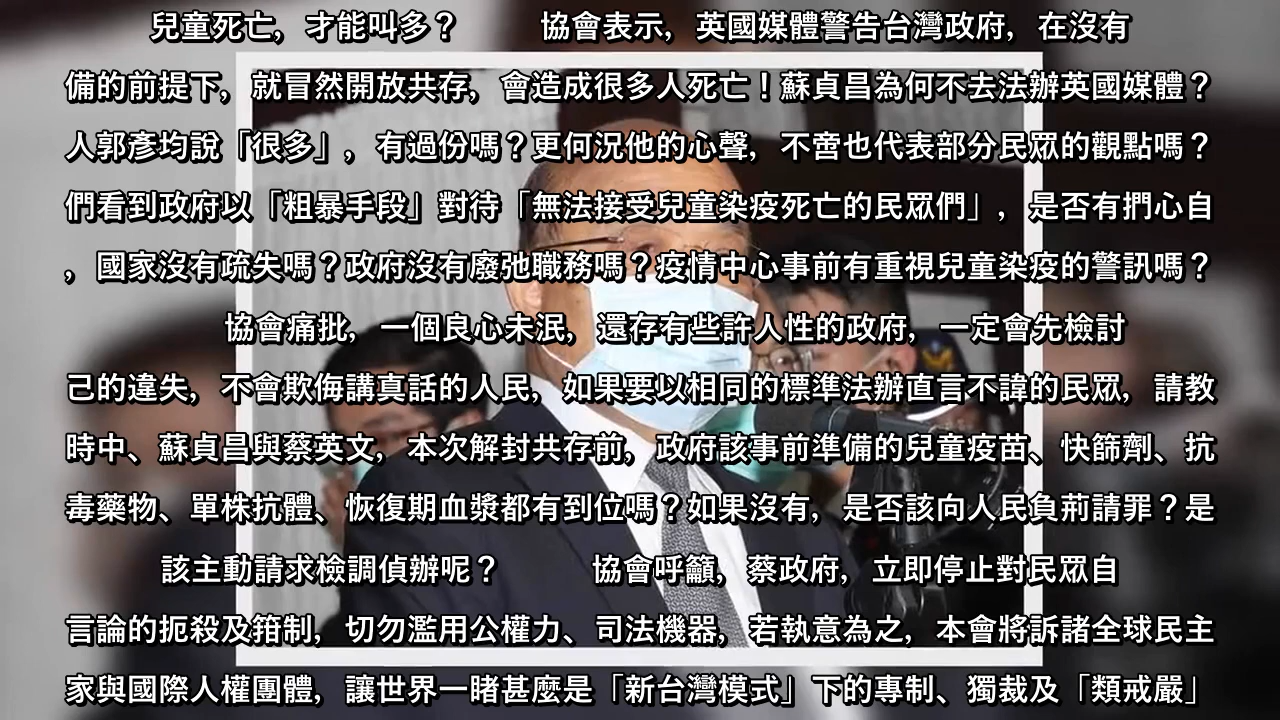 兒童死亡，才能叫多？　　協會表示，英國媒體警告台灣政府，在沒有
備的前提下，就冒然開放共存，會造成很多人死亡！蘇貞昌為何不去法辦英國媒體？
人郭彥均說「很多」，有過份嗎？更何況他的心聲，不啻也代表部分民眾的觀點嗎？
們看到政府以「粗暴手段」對待「無法接受兒童染疫死亡的民眾們」，是否有捫心自
，國家沒有疏失嗎？政府沒有廢弛職務嗎？疫情中心事前有重視兒童染疫的警訊嗎？
協會痛批，一個良心未泯，還存有些許人性的政府，一定會先檢討
己的違失，不會欺侮講真話的人民，如果要以相同的標準法辦直言不諱的民眾，請教
時中、蘇貞昌與蔡英文，本次解封共存前，政府該事前準備的兒童疫苗、快篩劑、抗
毒藥物、單株抗體、恢復期血漿都有到位嗎？如果沒有，是否該向人民負荊請罪？是
該主動請求檢調偵辦呢？　　協會呼籲，蔡政府，立即停止對民眾自
言論的扼殺及箝制，切勿濫用公權力、司法機器，若執意為之，本會將訴諸全球民主
家與國際人權團體，讓世界一睹甚麼是「新台灣模式」下的專制、獨裁及「類戒嚴」